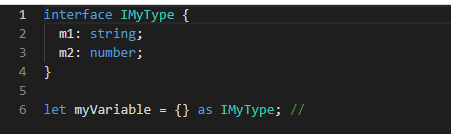 1 interface IMyType {
2   m1: string;
3   m2: number;
4 }
5
6 let myVariable = {} as IMyType; //